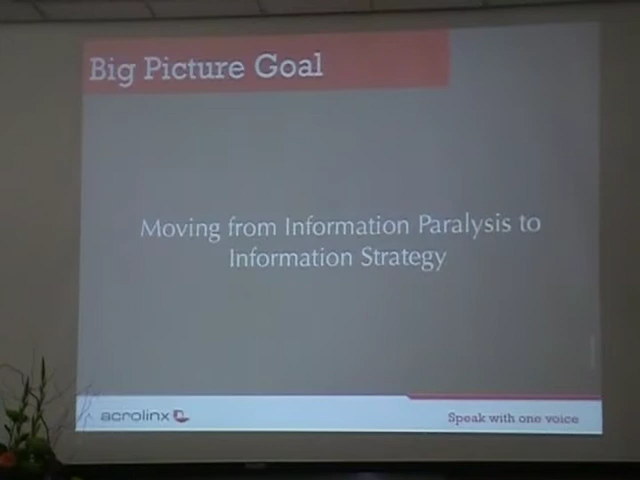 Big Picture Goal
Moving from Information Paralysis to
Information Strategy
acrolinx
Speak with one voice